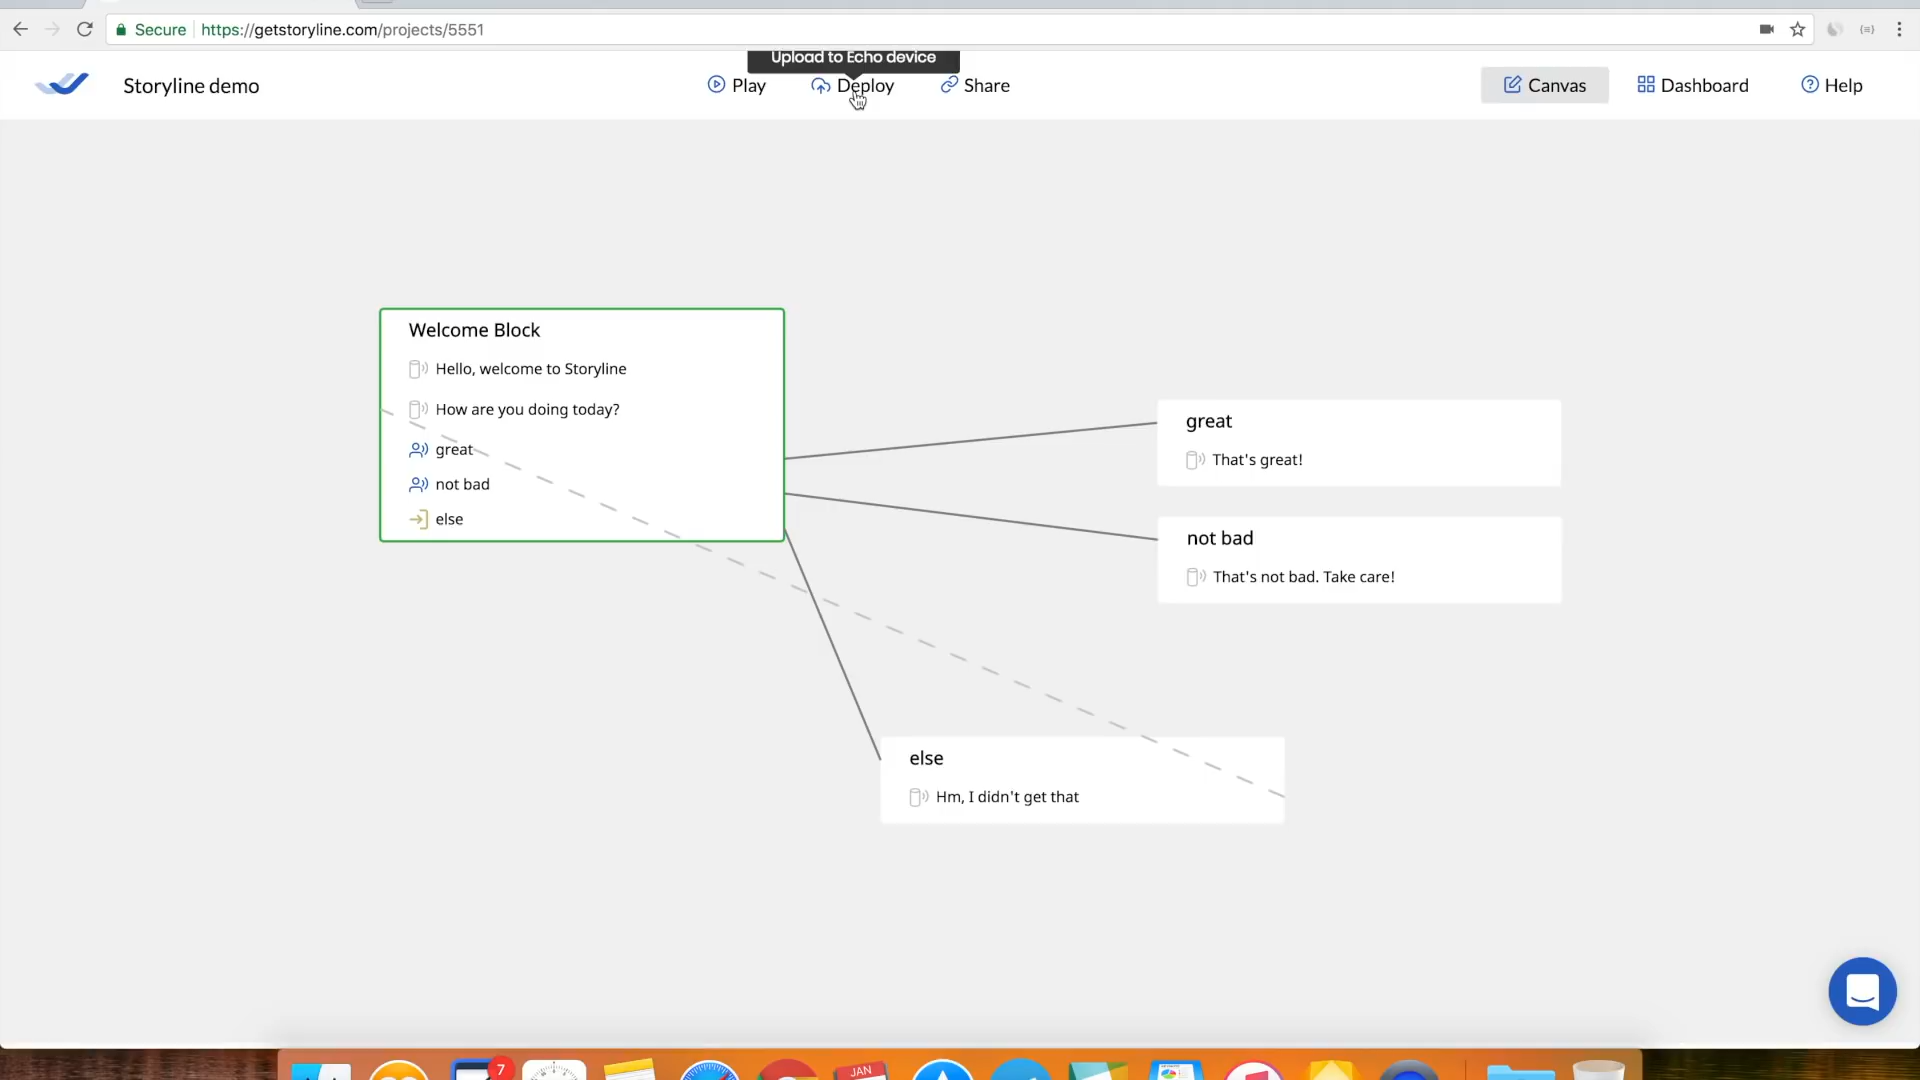 Secure
https://getstoryline.com/projects/5551
Upload to Echo device
Storyline demo
Play
Deploy
Share
Canvas
Dashboard
Help
Welcome Block
Hello, welcome to Storyline
How are you doing today?
great
not bad
else
great
That's great!
not bad
That's not bad. Take care!
else
Hm, I didn't get that
7
JAN